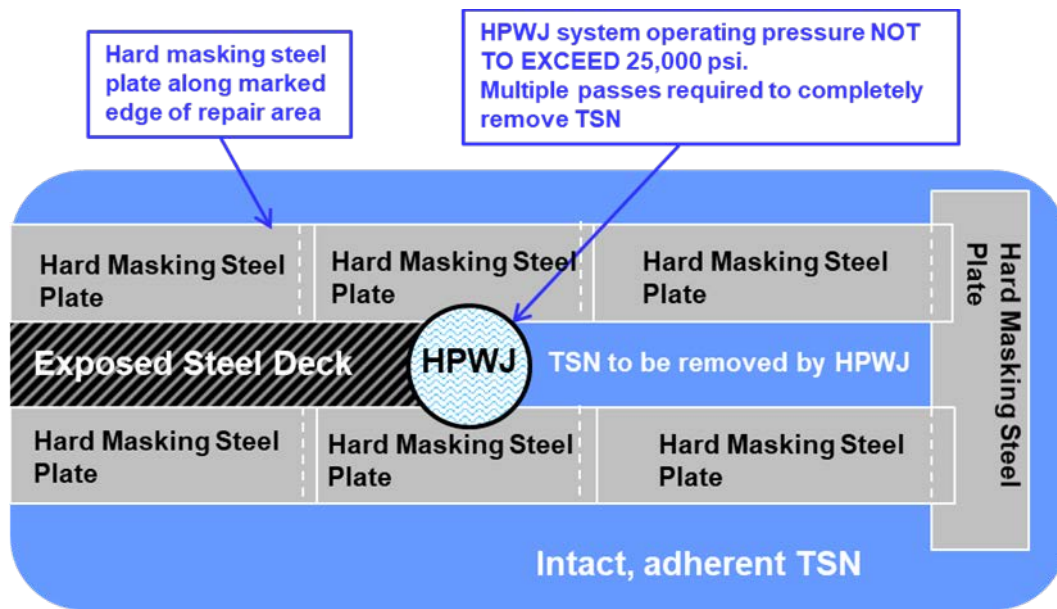 Hard masking steel
plate along marked
edge of repair area
HPWJ system operating pressure NOT
TO EXCEED 25,000 psi.
Multiple passes required to completely
remove TSN
Hard Masking Steel
Plate
Hard Masking Steel
Plate
Hard Masking Steel
Plate
Hard Masking Steel
Plate
Exposed Steel Deck
HPWJ
TSN to be removed by HPWJ
Hard Masking Steel
Plate
Hard Masking Steel
Plate
Hard Masking Steel
Plate
Intact, adherent TSN